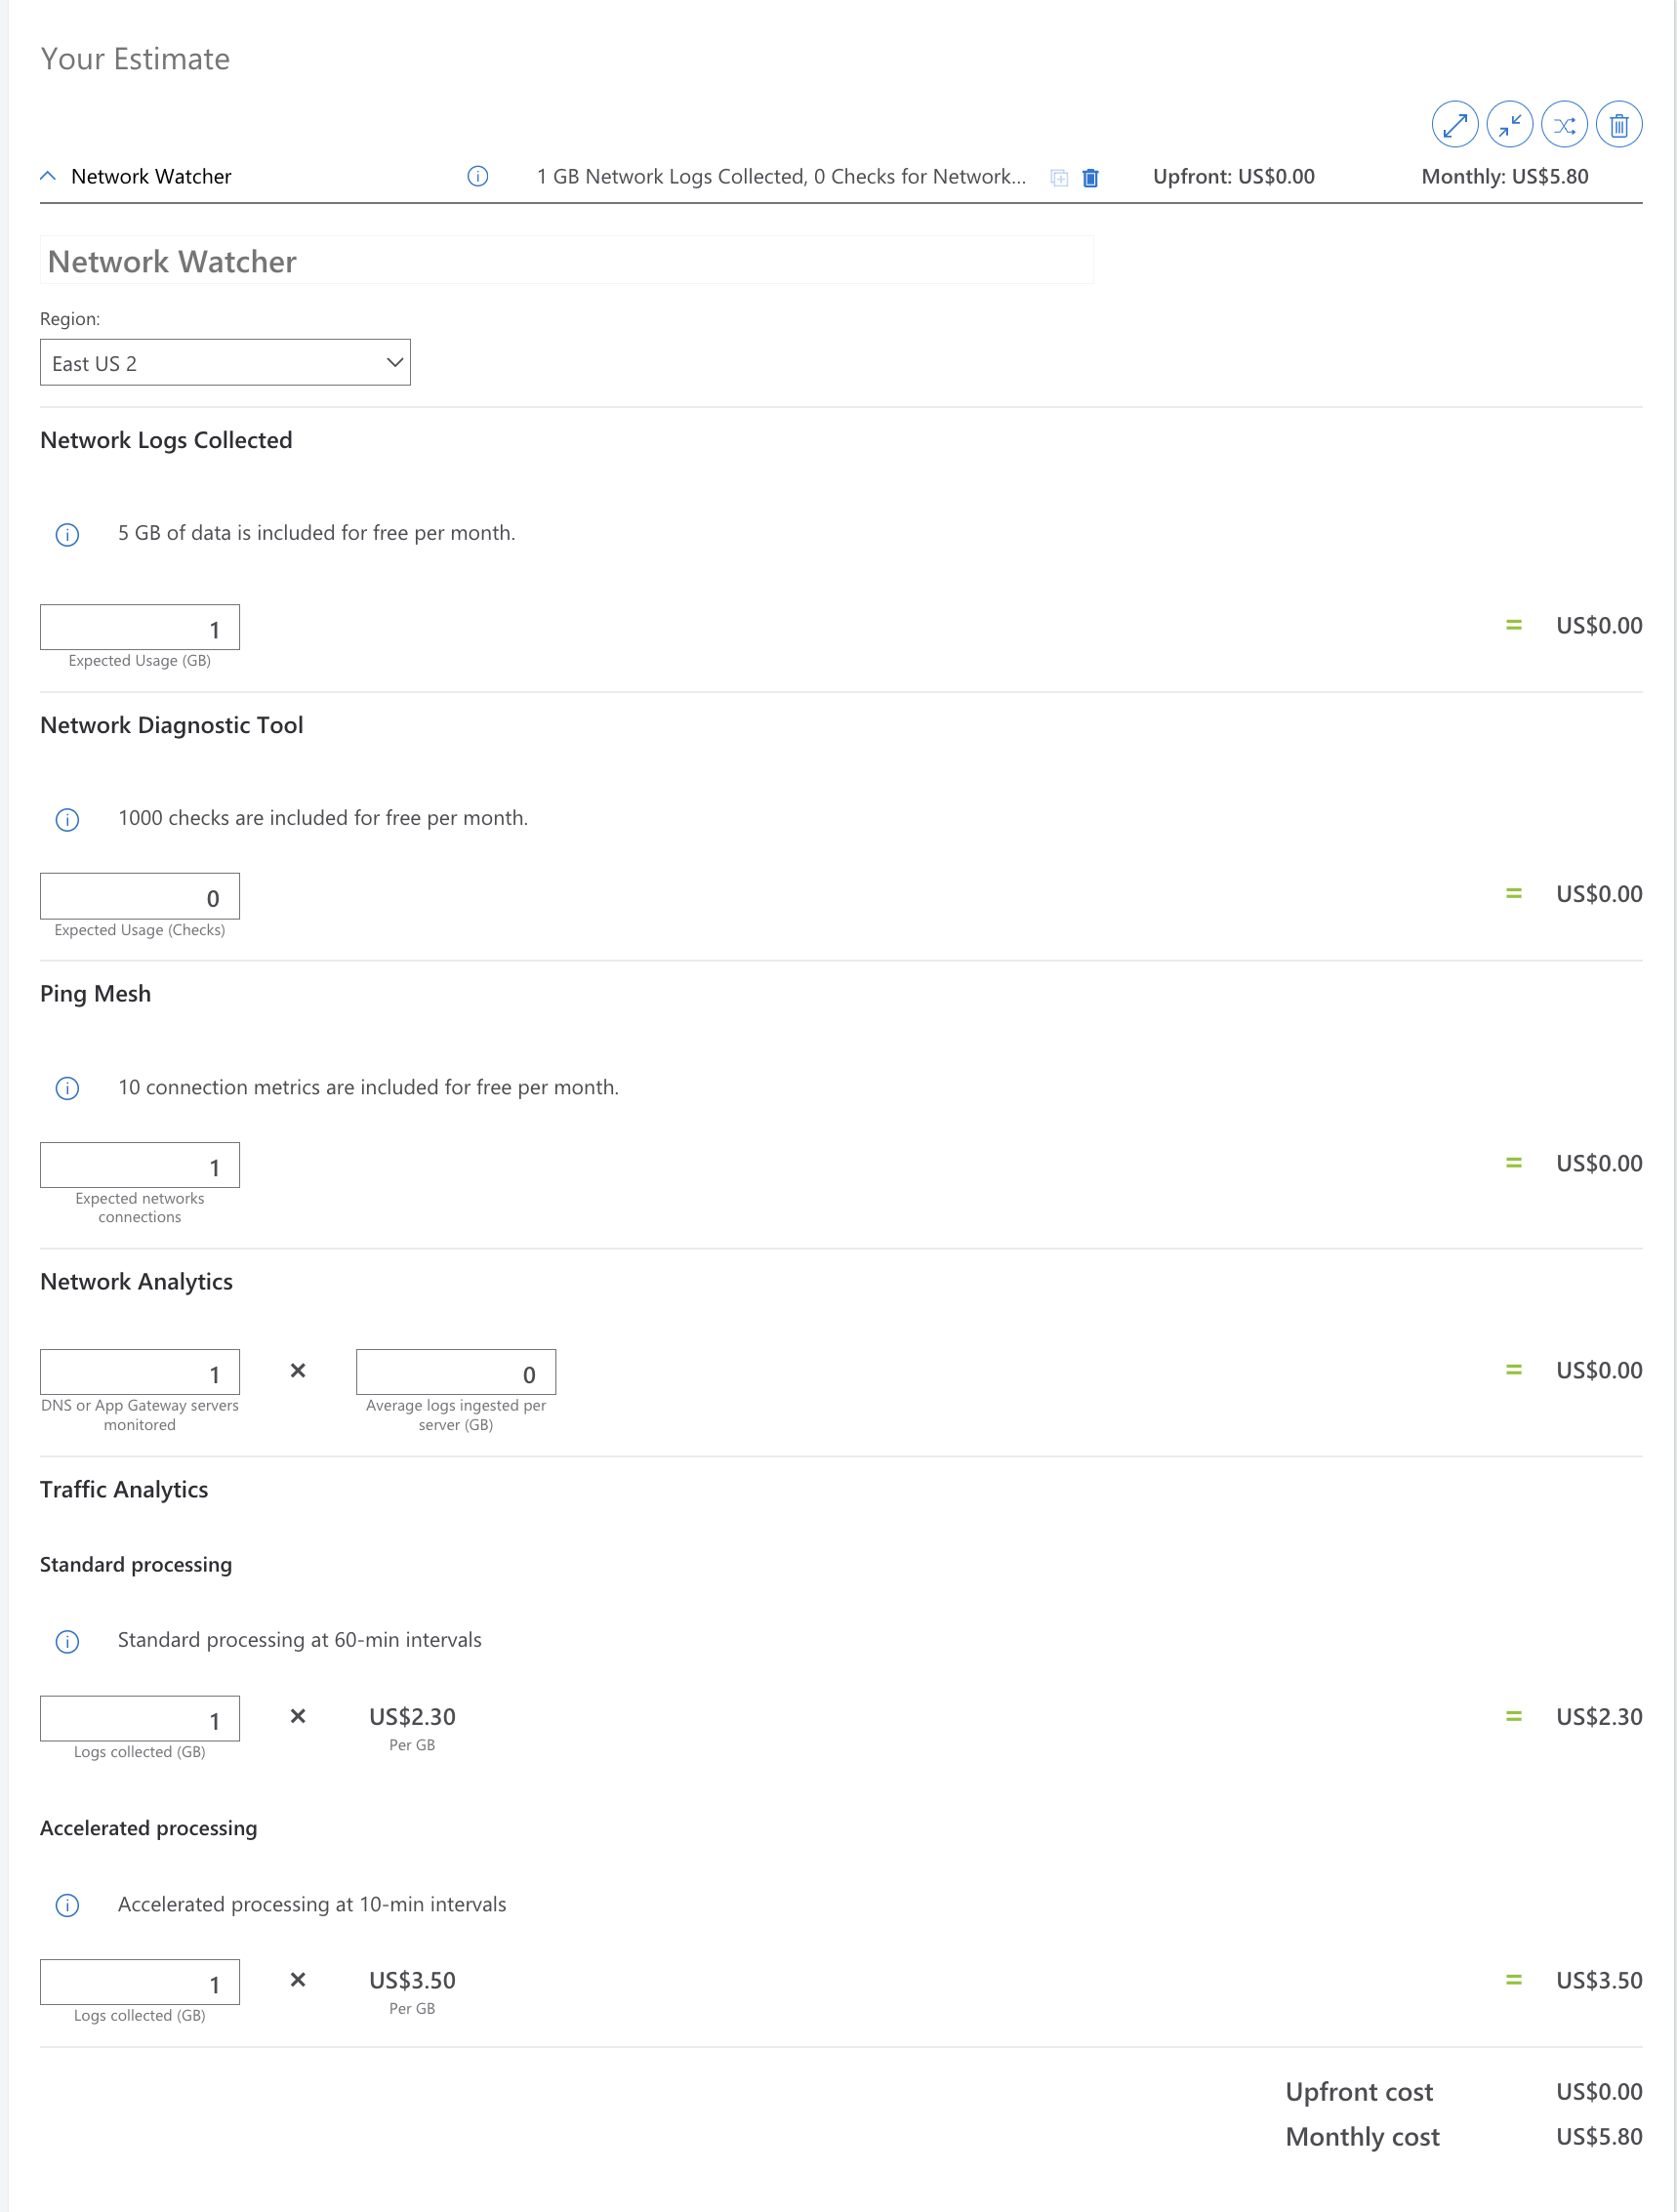 Your Estimate
Network Watcher 1 GB Network Logs Collected, 0 Checks for Network... Upfront: US$0.00 Monthly: US$5.80
Network Watcher
Region:
East US 2
Network Logs Collected
5 GB of data is included for free per month.
1 = US$0.00
Expected Usage (GB)
Network Diagnostic Tool
1000 checks are included for free per month.
0 = US$0.00
Expected Usage (Checks)
Ping Mesh
10 connection metrics are included for free per month.
1 = US$0.00
Expected networks
connections
Network Analytics
1 × 0 = US$0.00
DNS or App Gateway servers Average logs ingested per
monitored server (GB)
Traffic Analytics
Standard processing
Standard processing at 60-min intervals
1 × US$2.30 = US$2.30
Logs collected (GB) Per GB
Accelerated processing
Accelerated processing at 10-min intervals
1 × US$3.50 = US$3.50
Logs collected (GB) Per GB
Upfront cost US$0.00
Monthly cost US$5.80